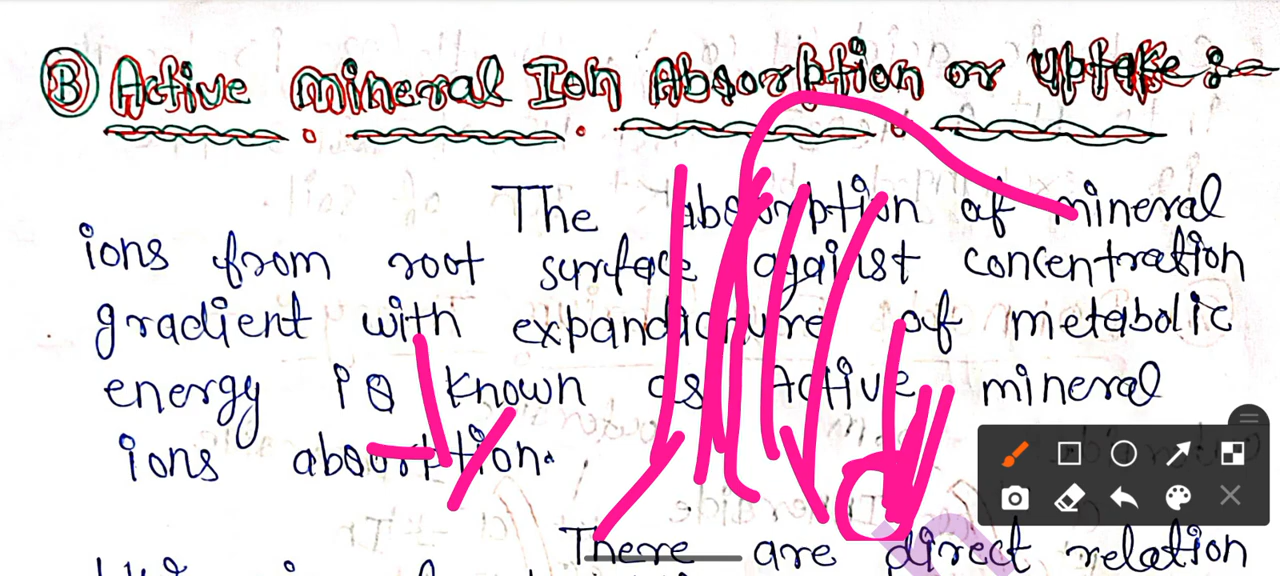 Ⓑ Active mineral Ion Absorption or Uptake :-
The absorption of mineral
ions from root surface against concentration
gradient with expandicture of metabolic
energy is known as Active mineral
ions absorption.
There are direct relation